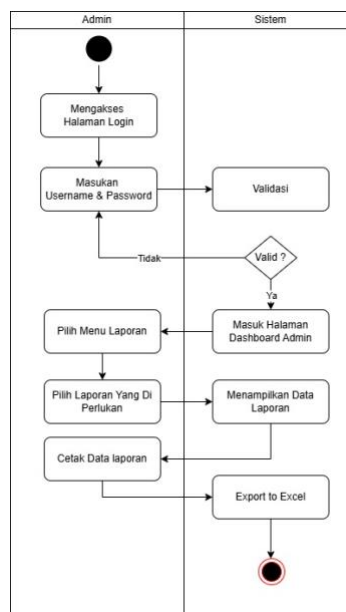 Admin
Sistem
Mengakses
Halaman Login
Masukan
Username & Password
Validasi
Tidak
Valid ?
Ya
Pilih Menu Laporan
Masuk Halaman
Dashboard Admin
Pilih Laporan Yang Di
Perlukan
Menampilkan Data
Laporan
Cetak Data laporan
Export to Excel